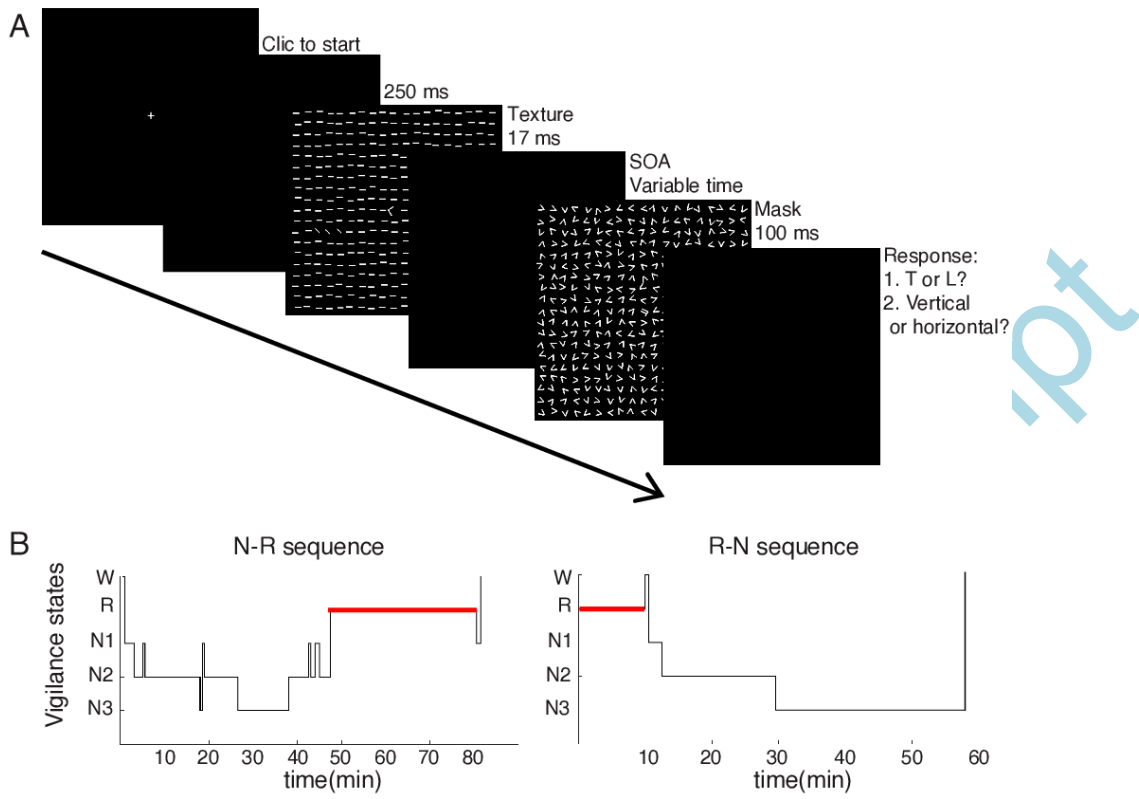 A
Clic to start
250 ms
Texture
17 ms
SOA
Variable time
Mask
100 ms
Response:
1. T or L?
2. Vertical
or horizontal?
ipt
B
N-R sequence
Vigilance states
W
R
N1
N2
N3
10 20 30 40 50 60 70 80
time(min)
R-N sequence
W
R
N1
N2
N3
10 20 30 40 50 60
time(min)